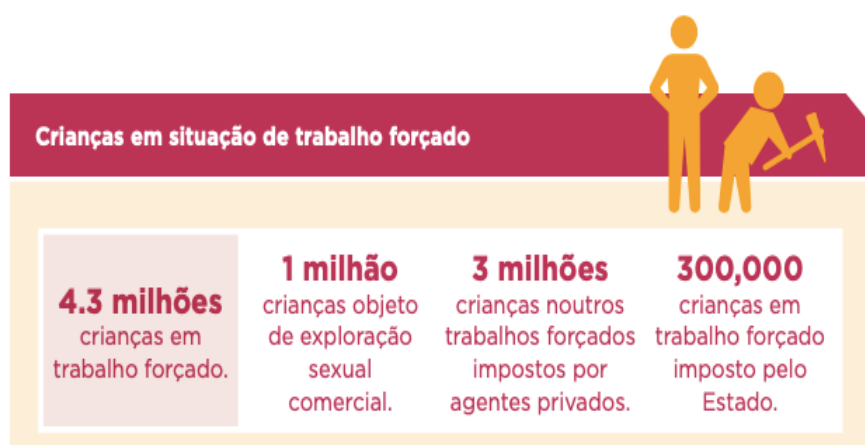 Crianças em situação de trabalho forçado
4.3 milhões
crianças em
trabalho forçado.
1 milhão
crianças objeto
de exploração
sexual
comercial.
3 milhões
crianças noutros
trabalhos forçados
impostos por
agentes privados.
300,000
crianças em
trabalho forçado
imposto pelo
Estado.